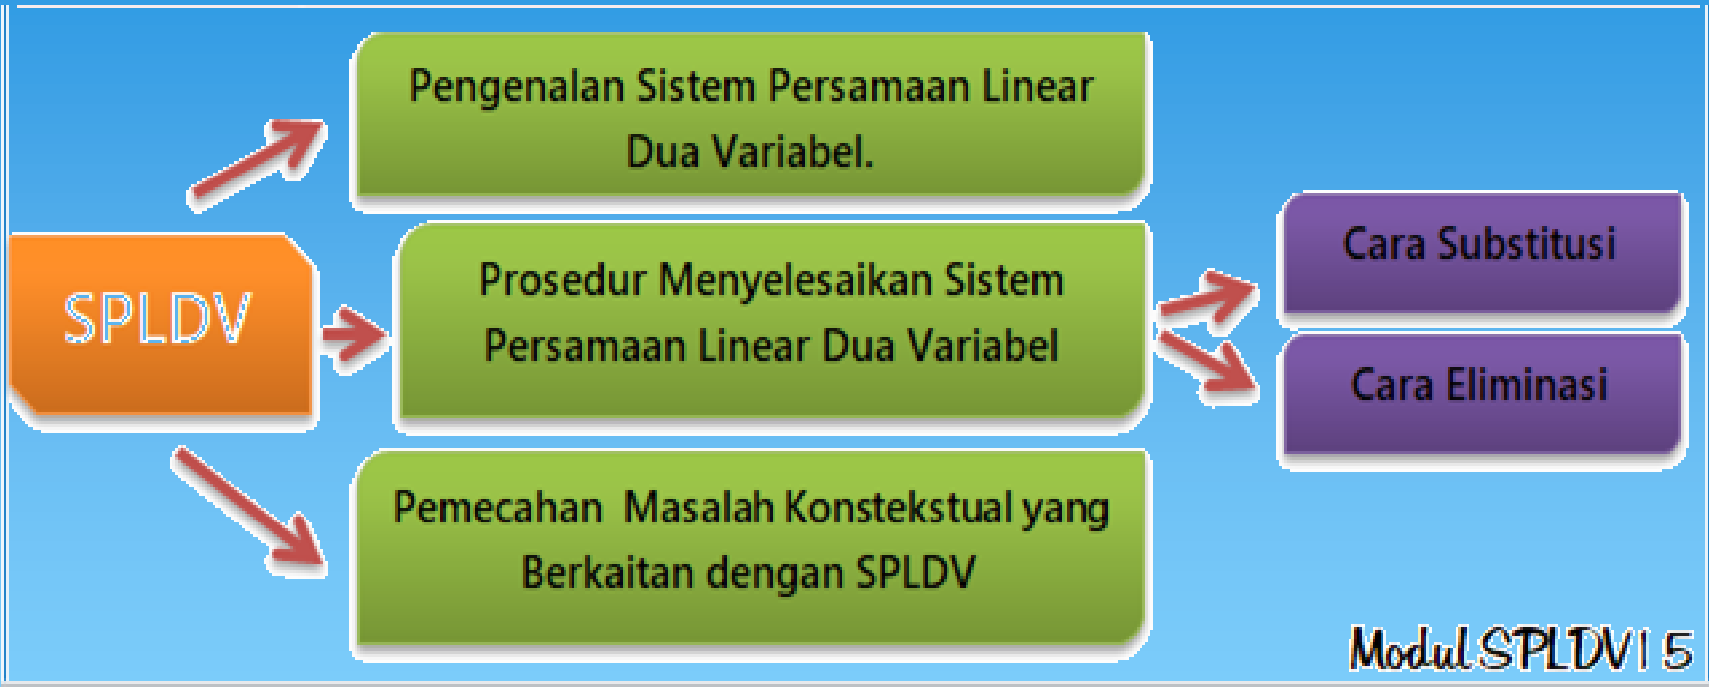 Pengenalan Sistem Persamaan Linear
Dua Variabel.
SPLDV
Prosedur Menyelesaikan Sistem
Persamaan Linear Dua Variabel
Cara Substitusi
Cara Eliminasi
Pemecahan Masalah Konstekstual yang
Berkaitan dengan SPLDV
Modul SPLDV| 5